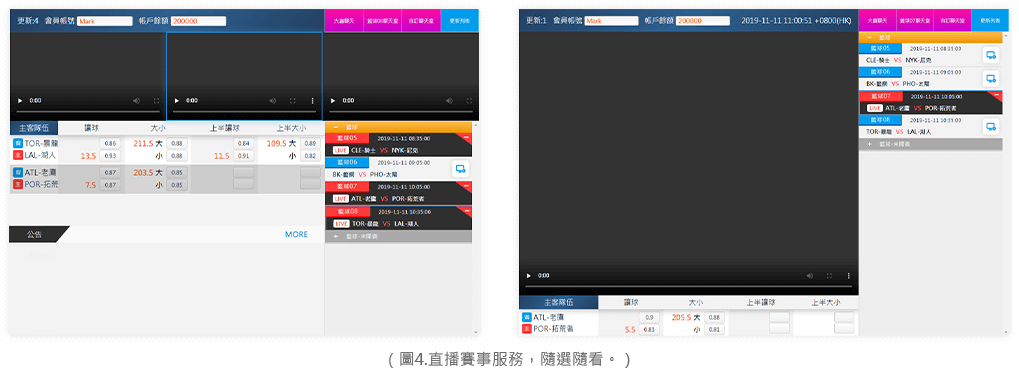 更新:4 會員帳號 Mark 帳戶餘額 200000
大廳聊天 籃球08聊天室 自訂聊天室 更新列表
0:00
0:00
0:00
主客隊伍 讓球 大小 上半讓球 上半大小
客 TOR-暴龍 0.86 211.5 大 0.88 0.84 109.5 大 0.89
主 LAL-湖人 13.5 0.93 小 0.88 11.5 0.91 小 0.82
客 ATL-老鷹 0.87 203.5 大 0.85
主 POR-拓荒 7.5 0.87 小 0.85
公告 MORE
− 籃球
籃球05 2019-11-11 08:35:00
LIVE CLE-騎士 VS NYK-尼克
籃球06 2019-11-11 09:05:00
BK-籃網 VS PHO-太陽
籃球07 2019-11-11 10:05:00
LIVE ATL-老鷹 VS POR-拓荒者
籃球08 2019-11-11 10:35:00
LIVE TOR-暴龍 VS LAL-湖人
+ 籃球-未開賽
更新:1 會員帳號 Mark 帳戶餘額 200000 2019-11-11 11:00:51 +0800(HK)
大廳聊天 籃球07聊天室 自訂聊天室 更新列表
0:00
主客隊伍 讓球 大小 上半讓球 上半大小
客 ATL-老鷹 0.9 205.5 大 0.88
主 POR-拓荒者 5.5 0.83 小 0.81
− 籃球
籃球05 2019-11-11 08:35:00
CLE-騎士 VS NYK-尼克
籃球06 2019-11-11 09:05:00
BK-籃網 VS PHO-太陽
籃球07 2019-11-11 10:05:00
LIVE ATL-老鷹 VS POR-拓荒者
籃球08 2019-11-11 10:35:00
TOR-暴龍 VS LAL-湖人
+ 籃球-未開賽
(圖4.直播賽事服務，隨選隨看。)